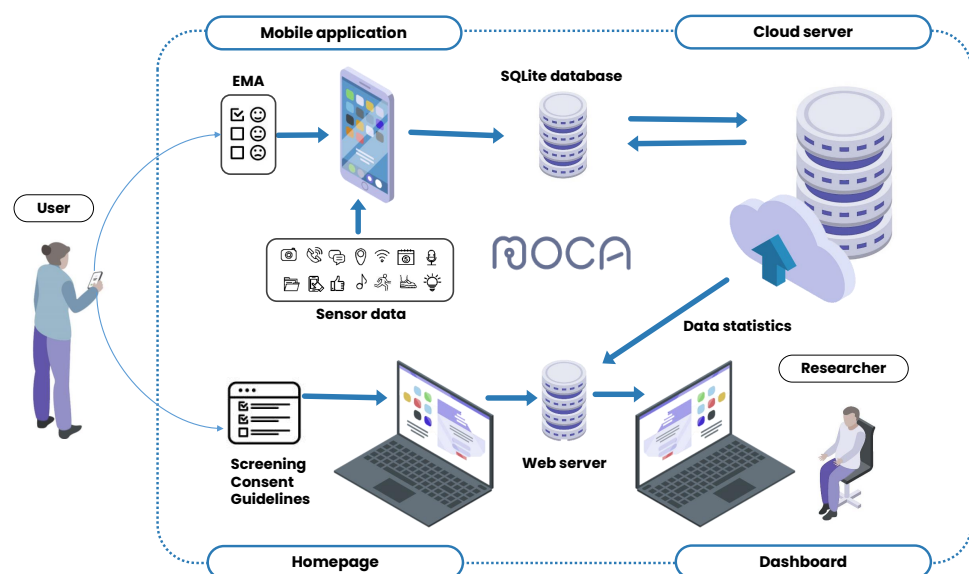 Mobile application
Cloud server
EMA
SQLite database
User
MOCA
Sensor data
Data statistics
Researcher
Screening
Consent
Guidelines
Web server
Homepage
Dashboard